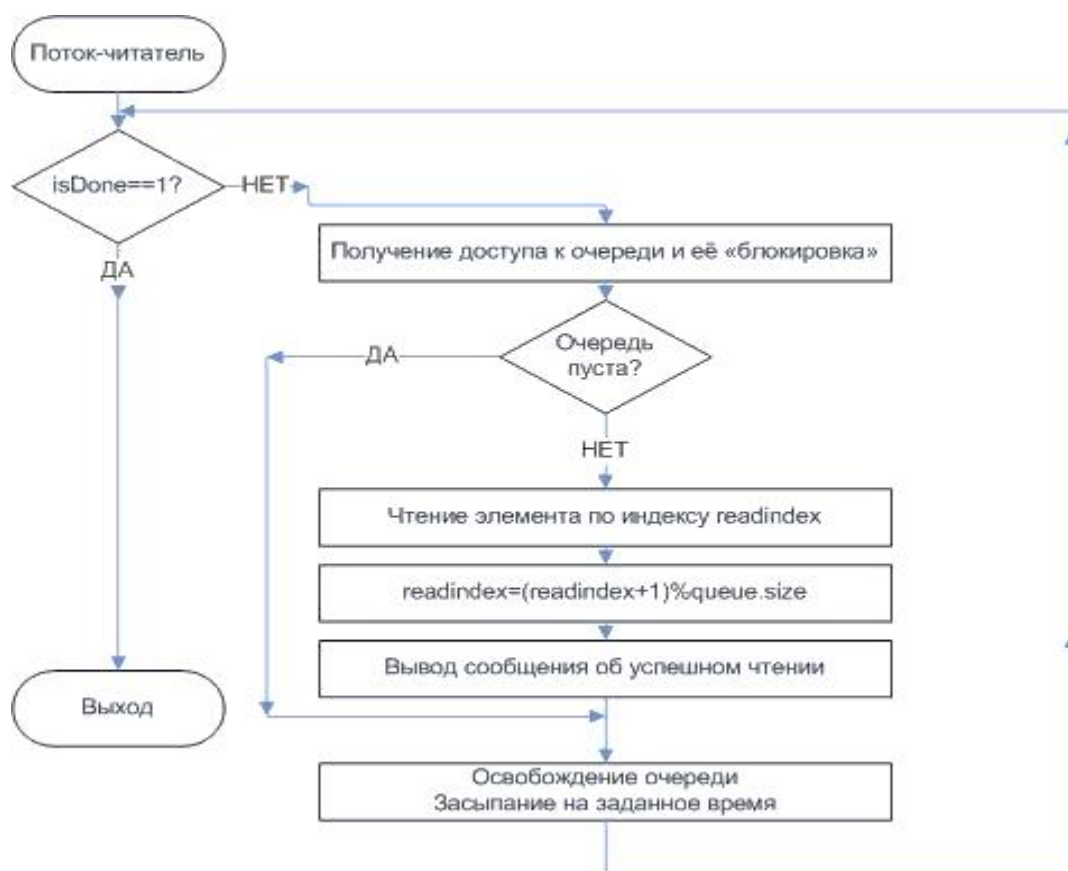 Поток-читатель
isDone==1?
НЕТ
ДА
Получение доступа к очереди и её «блокировка»
Очередь
пуста?
ДА
НЕТ
Чтение элемента по индексу readindex
readindex=(readindex+1)%queue.size
Вывод сообщения об успешном чтении
Выход
Освобождение очереди
Засыпание на заданное время